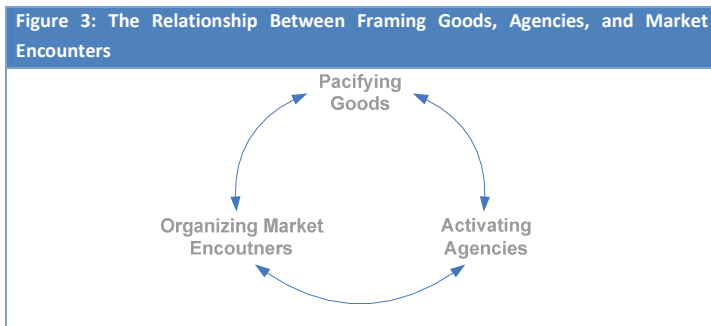 Figure 3: The Relationship Between Framing Goods, Agencies, and Market
Encounters
Pacifying
Goods
Organizing Market
Encoutners
Activating
Agencies